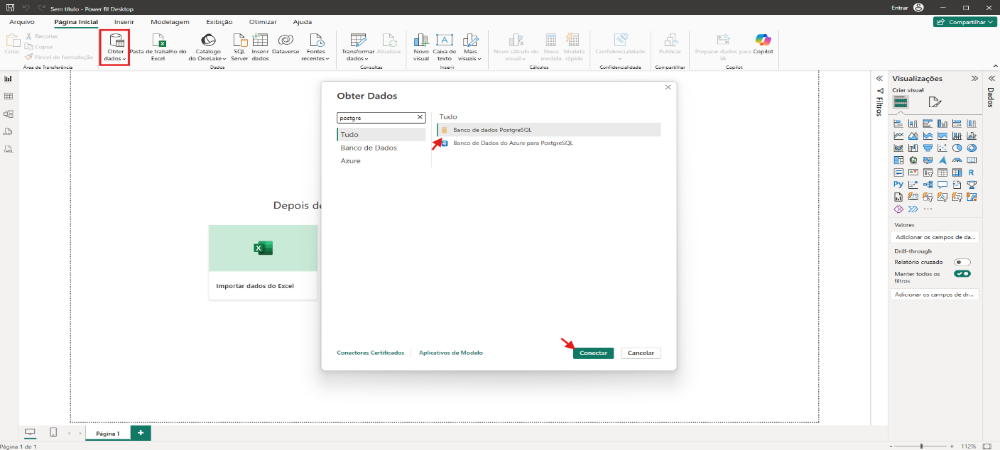 Sem título - Power BI Desktop
Entrar
Arquivo
Página Inicial
Inserir
Modelagem
Exibição
Otimizar
Ajuda
Compartilhar
Colar
Recortar
Copiar
Pincel de formatação
Área de Transferência
Obter
dados
Pasta de trabalho do
Excel
Catálogo
do OneLake
SQL
Server
Inserir
dados
Dataverse
Fontes
recentes
Dados
Transformar
dados
Atualizar
Consultas
Novo
visual
Caixa de
texto
Mais
visuais
Inserir
Novo cálculo do
visual
Nova
medida
Medida
rápida
Cálculos
Confidencialidade
Confidencialidade
Publicar
Compartilhar
Preparar dados para
IA
Copilot
Copilot
DAX
TMDL
Depois de
Importar dados do Excel
Obter Dados
postgre
Tudo
Banco de Dados
Azure
Tudo
Banco de dados PostgreSQL
Banco de Dados do Azure para PostgreSQL
Conectores Certificados
Aplicativos de Modelo
Conectar
Cancelar
Filtros
Visualizações
Criar visual
123
R
Py
Valores
Adicionar os campos de da...
Drill-through
Relatório cruzado
Manter todos os
filtros
Adicionar os campos de dr...
Dados
Página 1
Página 1 de 1
112%